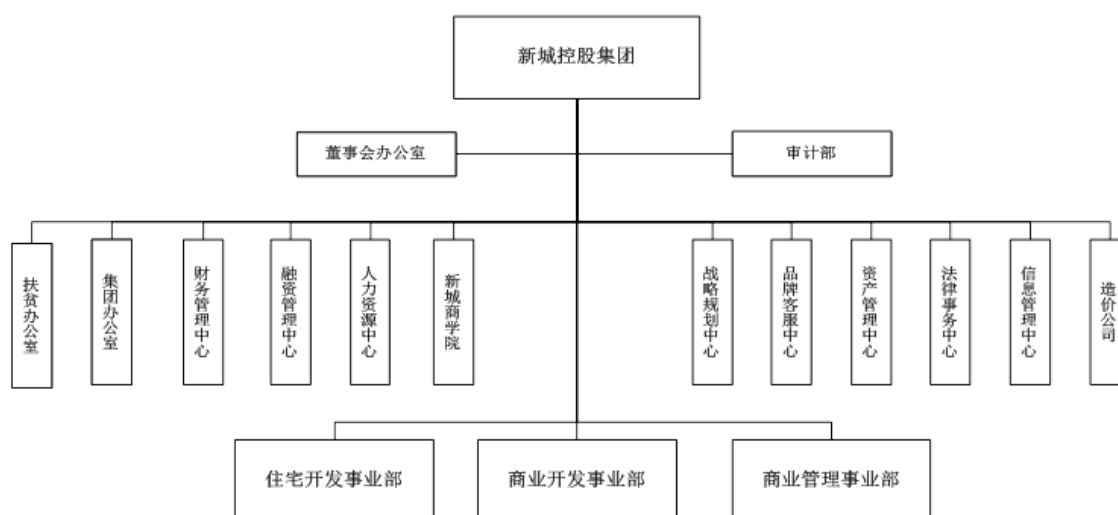 新城控股集团
董事会办公室
审计部
扶贫办公室
集团办公室
财务管理中心
融资管理中心
人力资源中心
新城商学院
战略规划中心
品牌客服中心
资产管理中心
法律事务中心
信息管理中心
造价公司
住宅开发事业部
商业开发事业部
商业管理事业部